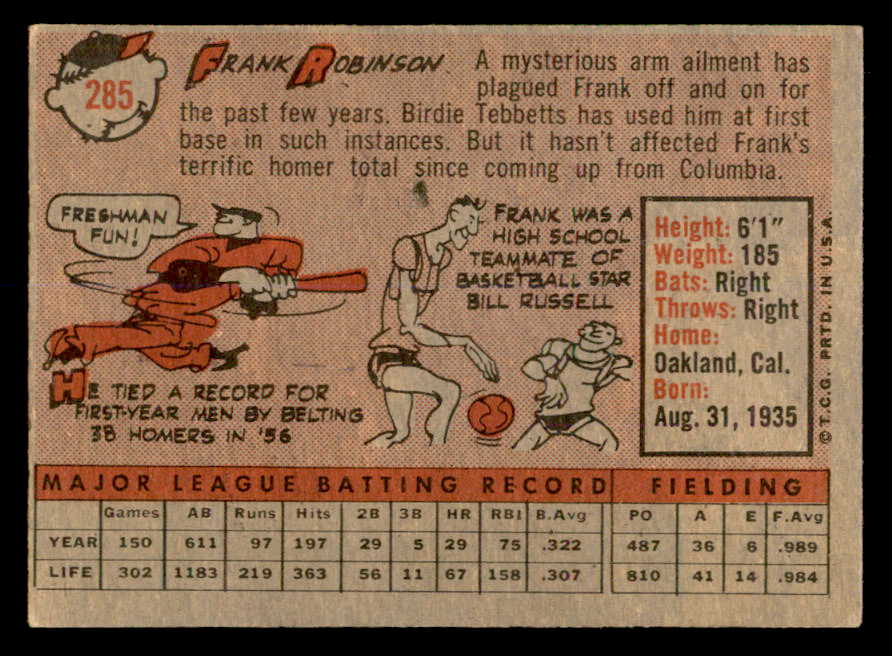 285
FRANK ROBINSON
A mysterious arm ailment has
plagued Frank off and on for
the past few years. Birdie Tebbetts has used him at first
base in such instances. But it hasn't affected Frank's
terrific homer total since coming up from Columbia.
FRESHMAN
FUN!
HE TIED A RECORD FOR
FIRST-YEAR MEN BY BELTING
38 HOMERS IN '56
FRANK WAS A
HIGH SCHOOL
TEAMMATE OF
BASKETBALL STAR
BILL RUSSELL
Height: 6'1"
Weight: 185
Bats: Right
Throws: Right
Home:
Oakland, Cal.
Born:
Aug. 31, 1935
©T.C.G. PRTD. IN U.S.A.
MAJOR LEAGUE BATTING RECORD FIELDING
Games AB Runs Hits 2B 3B HR RBI B.Avg PO A E F.Avg
YEAR 150 611 97 197 29 5 29 75 .322 487 36 6 .989
LIFE 302 1183 219 363 56 11 67 158 .307 810 41 14 .984